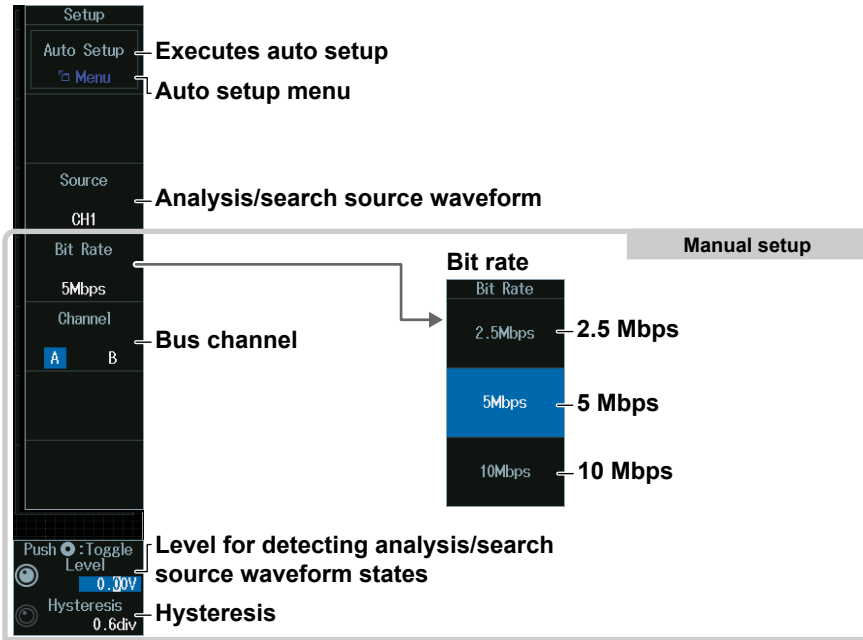 Setup
Auto Setup
Menu
Executes auto setup
Auto setup menu
Source
CH1
Analysis/search source waveform
Manual setup
Bit Rate
5Mbps
Channel
A B
Bus channel
Bit rate
Bit Rate
2.5Mbps
2.5 Mbps
5Mbps
5 Mbps
10Mbps
10 Mbps
Push :Toggle
Level
0.00V
Level for detecting analysis/search
source waveform states
Hysteresis
0.6div
Hysteresis